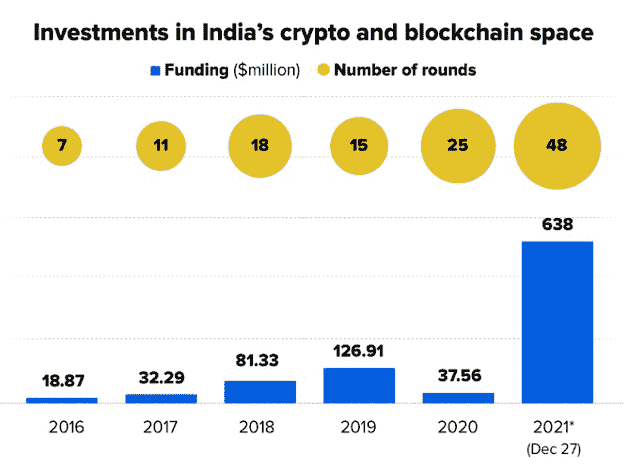 Investments in India's crypto and blockchain space
Funding ($million) Number of rounds
7 11 18 15 25 48
18.87 32.29 81.33 126.91 37.56 638
2016 2017 2018 2019 2020 2021*
(Dec 27)